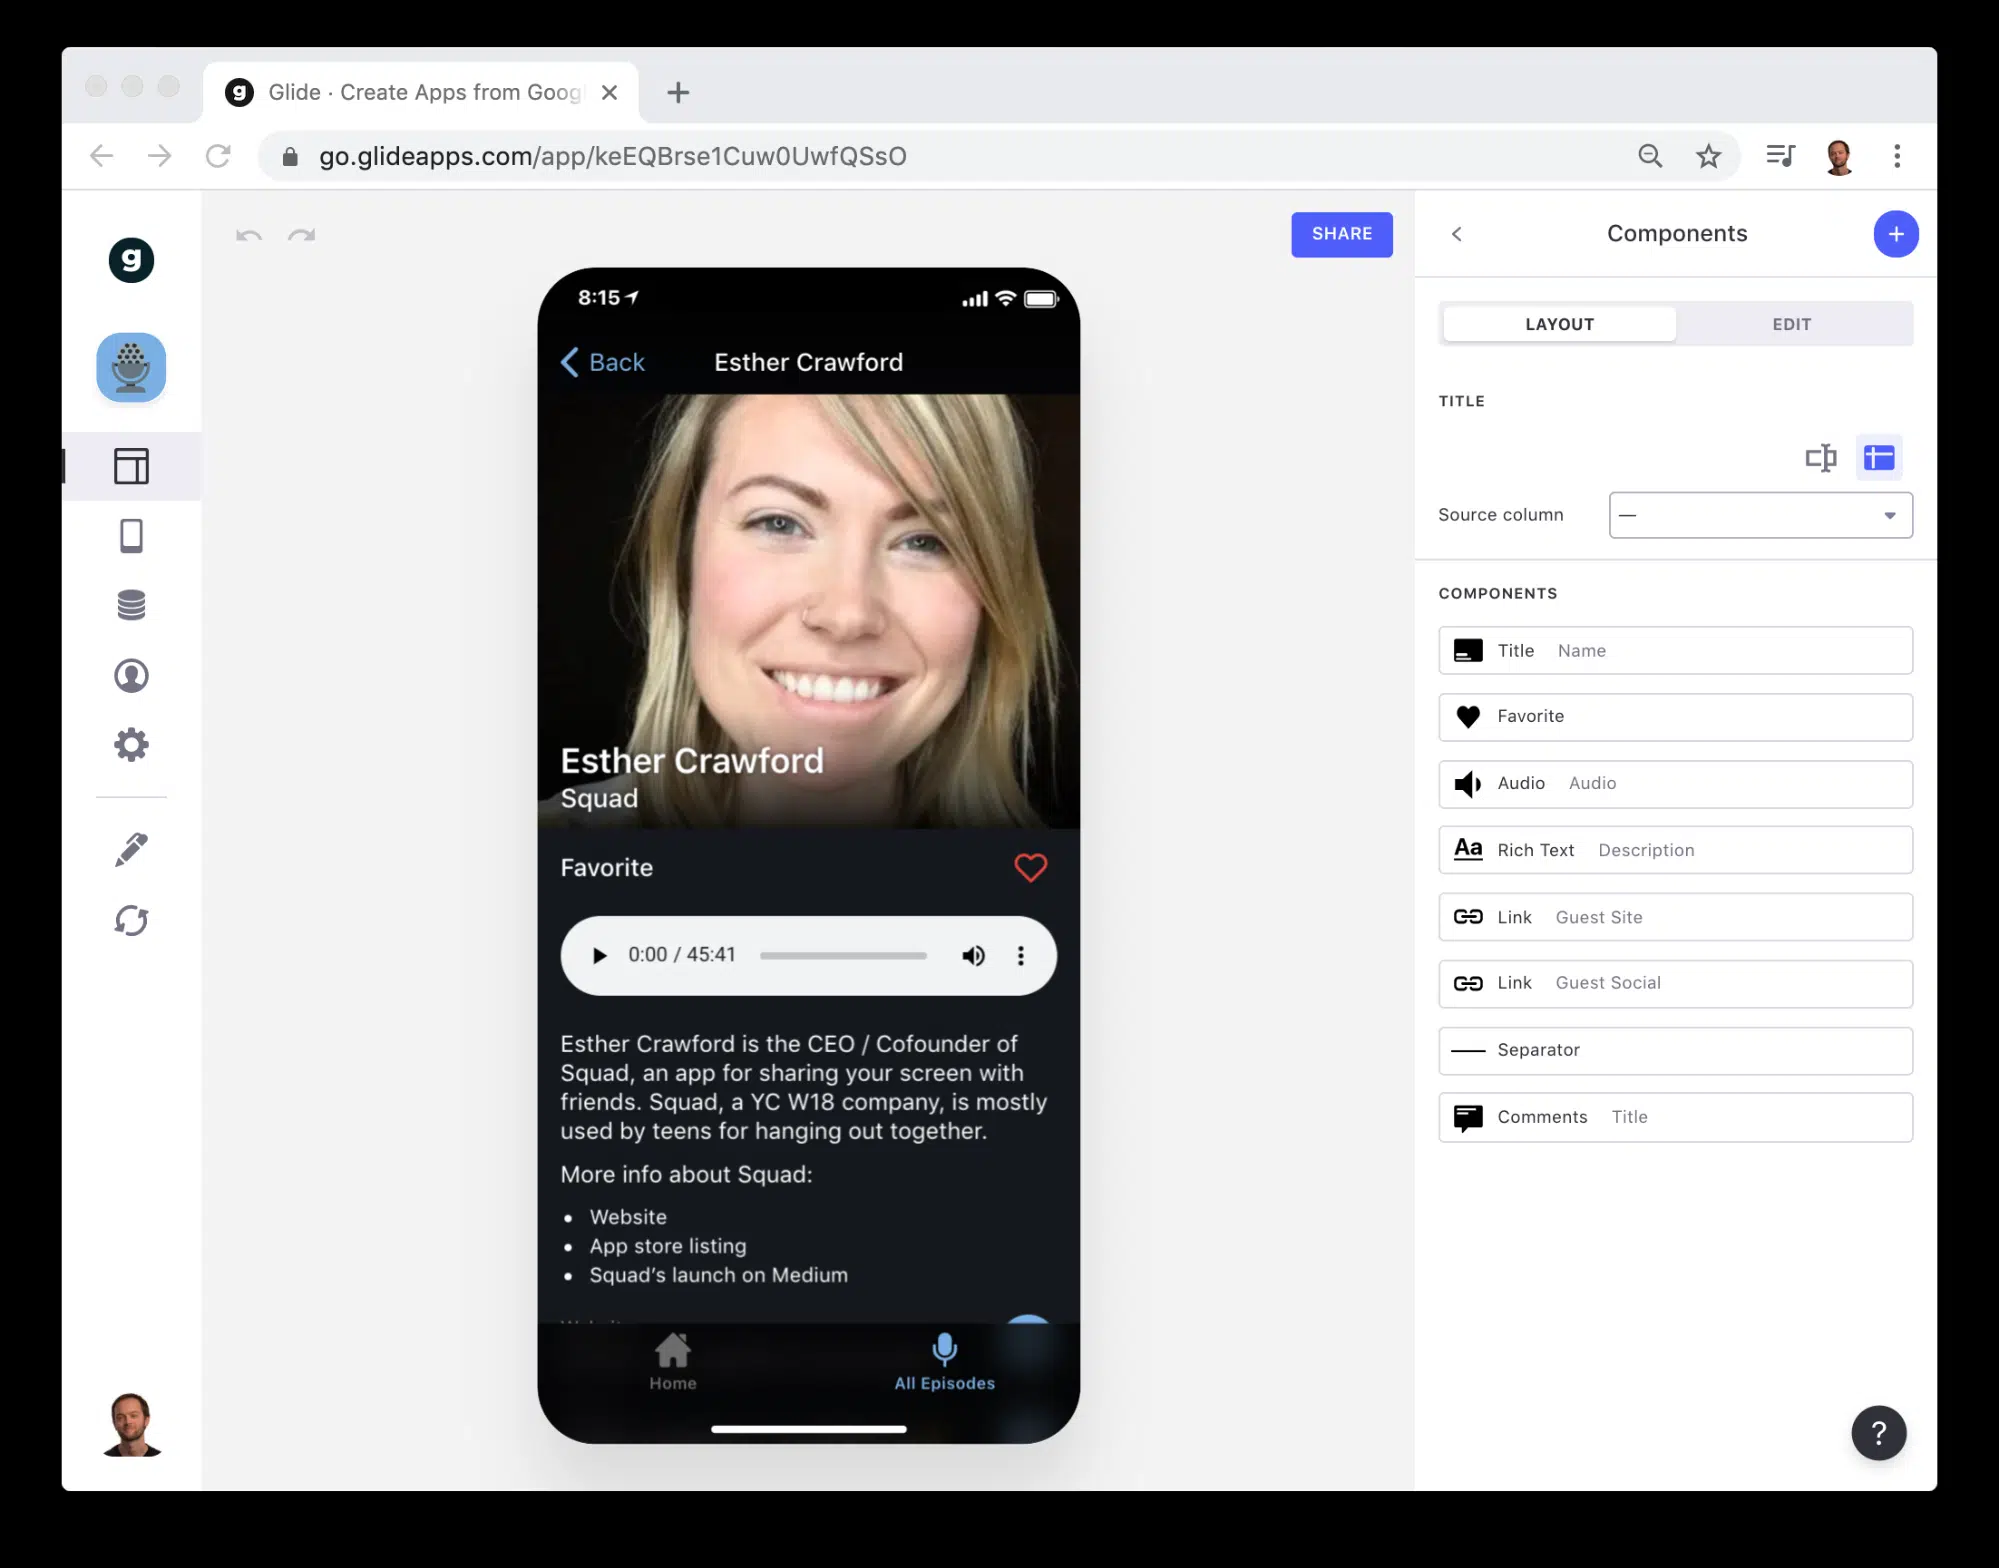 Glide · Create Apps from Goog
go.glideapps.com/app/keEQBrse1Cuw0UwfQSsO
g
SHARE
Components
8:15
Back
Esther Crawford
LAYOUT
EDIT
TITLE
Source column
—
Esther Crawford
Squad
Favorite
0:00 / 45:41
Esther Crawford is the CEO / Cofounder of
Squad, an app for sharing your screen with
friends. Squad, a YC W18 company, is mostly
used by teens for hanging out together.
More info about Squad:
• Website
• App store listing
• Squad’s launch on Medium
Home
All Episodes
COMPONENTS
Title Name
Favorite
Audio Audio
Aa Rich Text Description
Link Guest Site
Link Guest Social
Separator
Comments Title
?